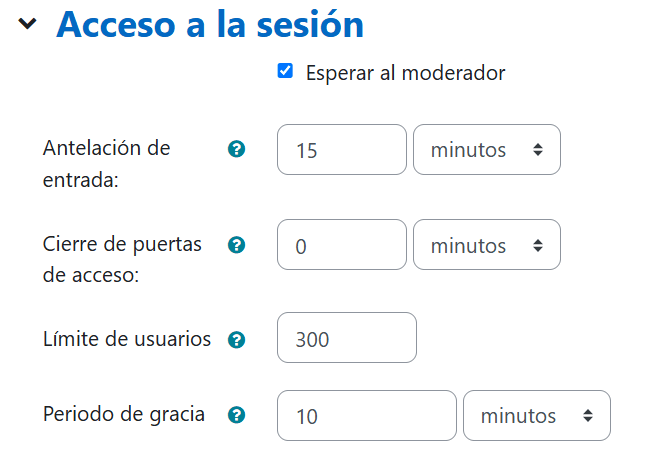 Acceso a la sesión
Esperar al moderador
Antelación de entrada: 15 minutos
Cierre de puertas de acceso: 0 minutos
Límite de usuarios 300
Periodo de gracia 10 minutos